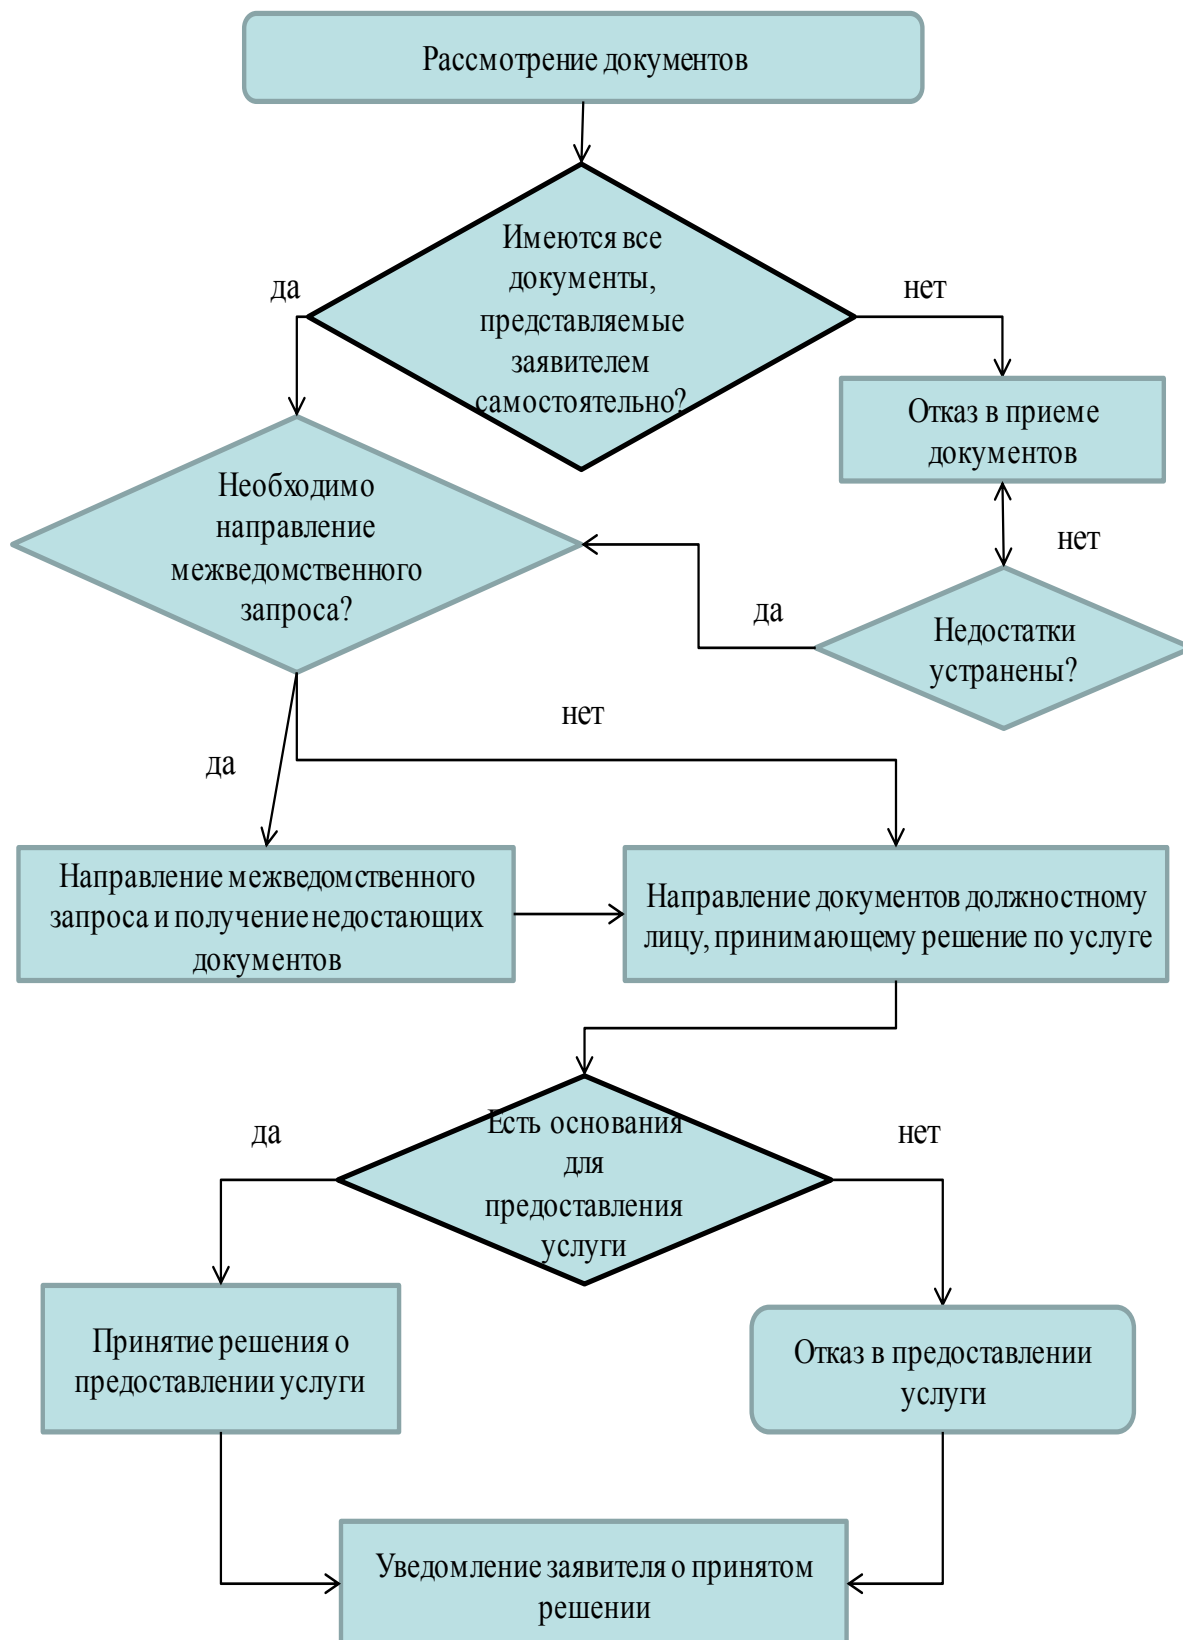 Рассмотрение документов
Имеются все
документы,
представляемые
заявителем
самостоятельно?
да
нет
Отказ в приеме
документов
Необходимо
направление
межведомственного
запроса?
нет
да
Недостатки
устранены?
нет
да
Направление межведомственного
запроса и получение недостающих
документов
Направление документов должностному
лицу, принимающему решение по услуге
Есть основания
для
предоставления
услуги
да
нет
Принятие решения о
предоставлении услуги
Отказ в предоставлении
услуги
Уведомление заявителя о принятом
решении